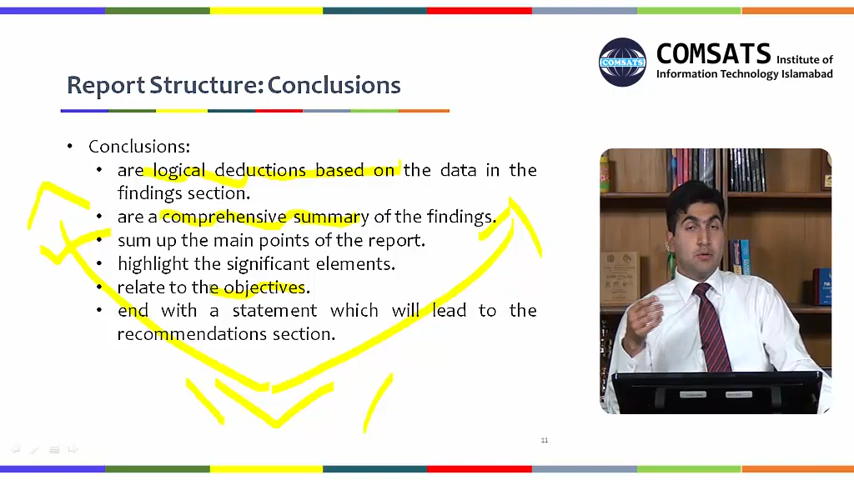 COMSATS Institute of
Information Technology Islamabad
COMSATS
Report Structure: Conclusions
• Conclusions:
• are logical deductions based on the data in the
findings section.
• are a comprehensive summary of the findings.
• sum up the main points of the report.
• highlight the significant elements.
• relate to the objectives.
• end with a statement which will lead to the
recommendations section.
11